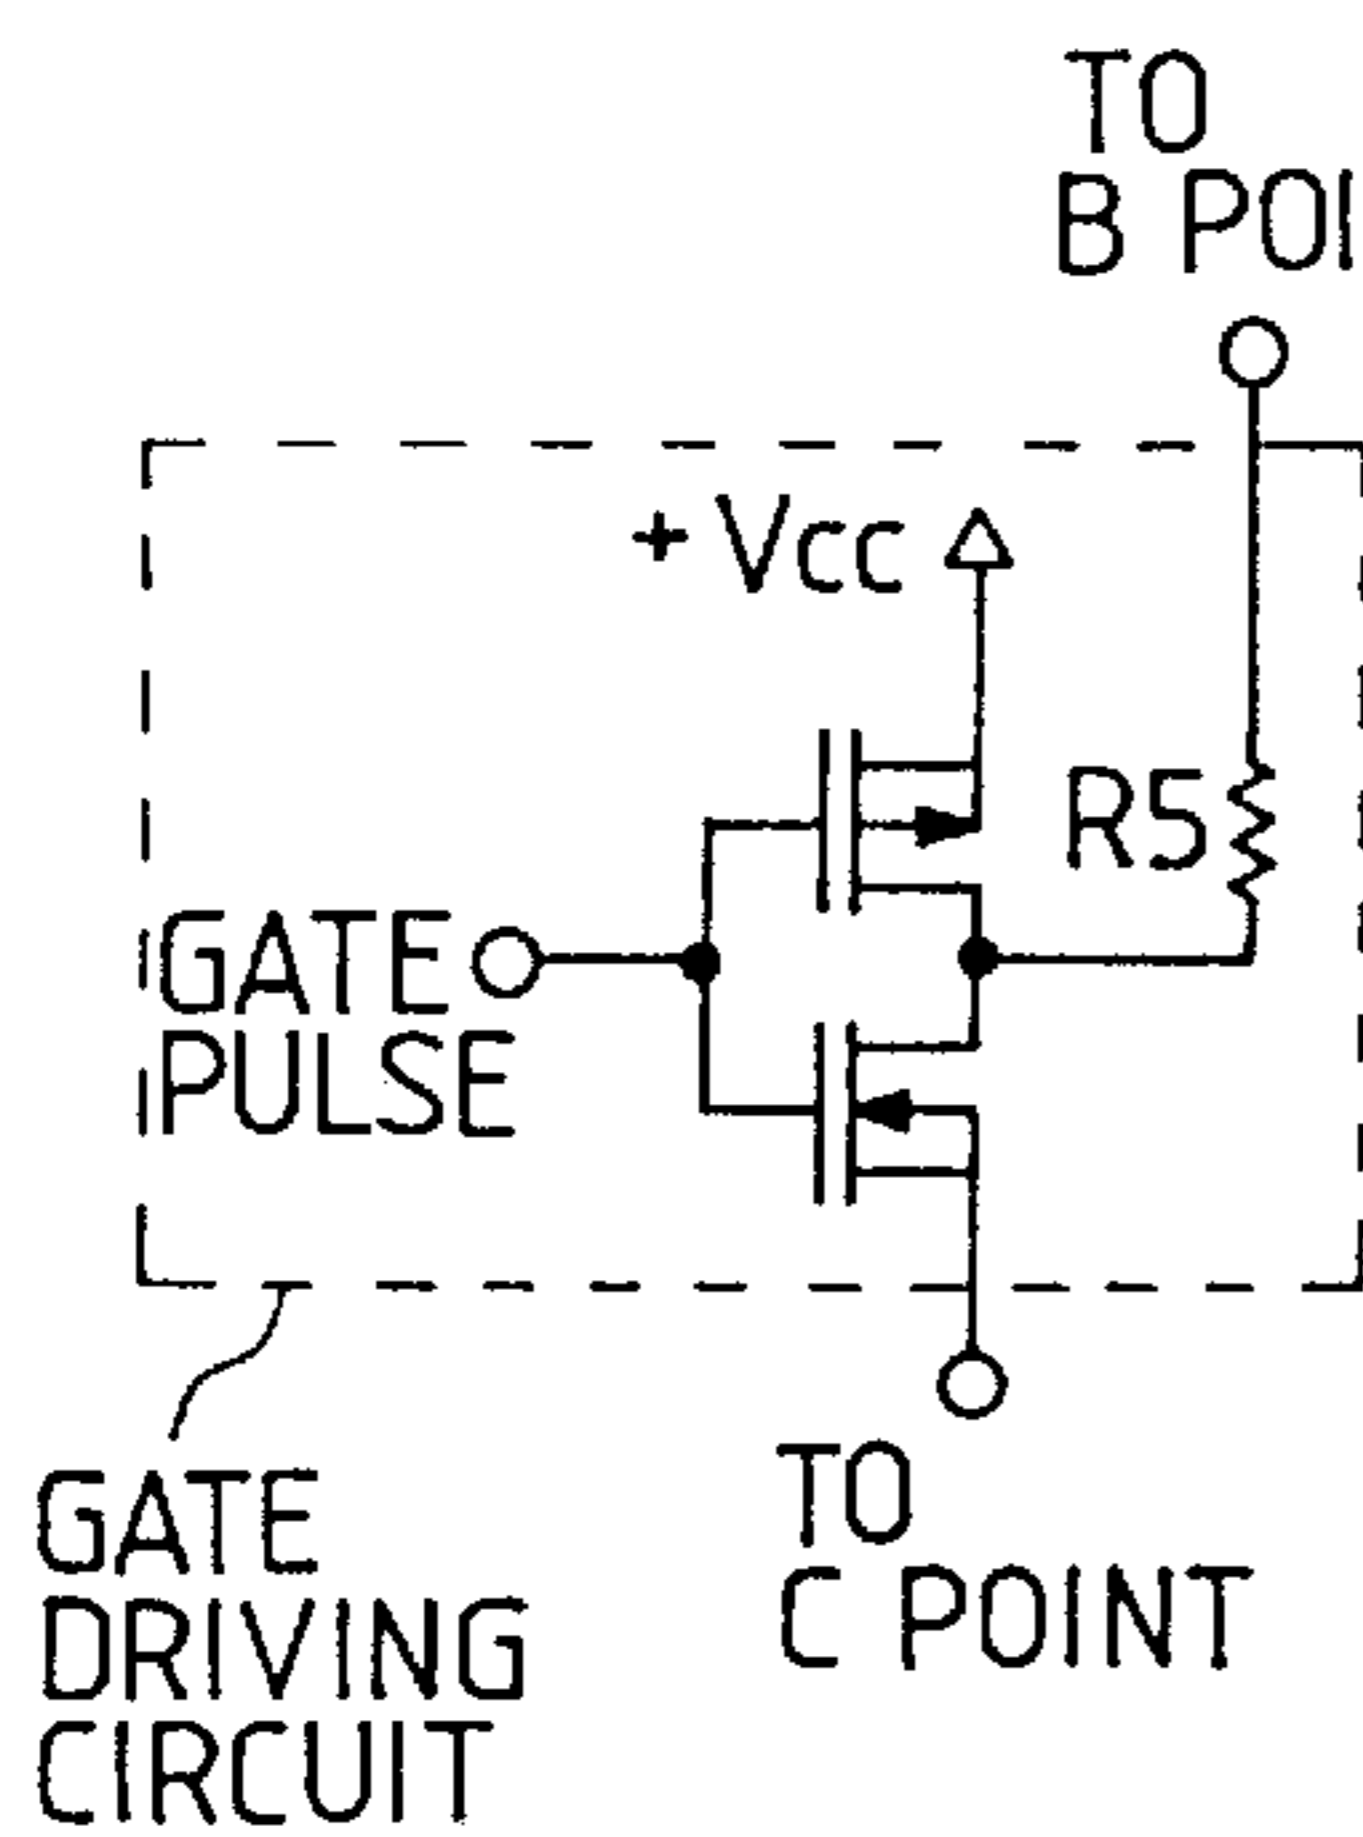 TO
B POI
+ Vcc
R5
GATE
PULSE
TO
C POINT
GATE
DRIVING
CIRCUIT